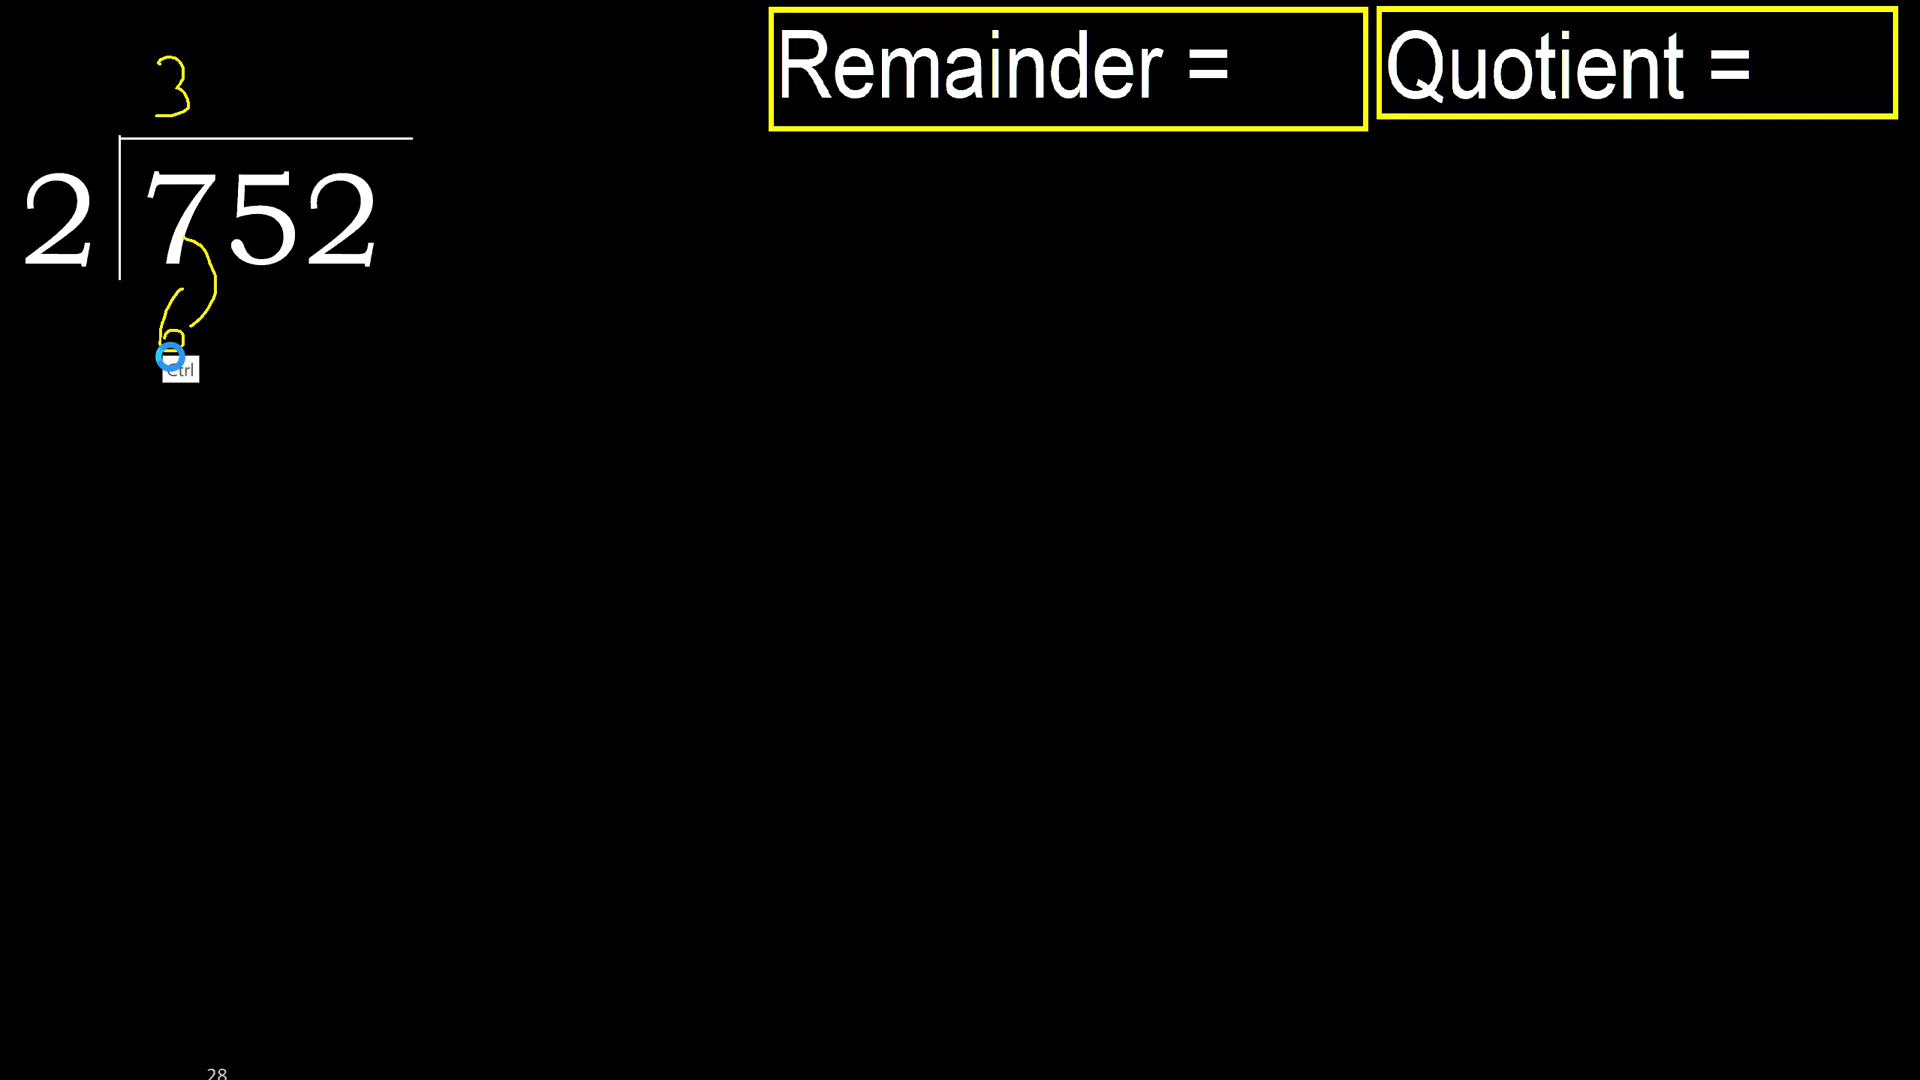 Remainder =
Quotient =
3
2 752
6
Ctrl
28